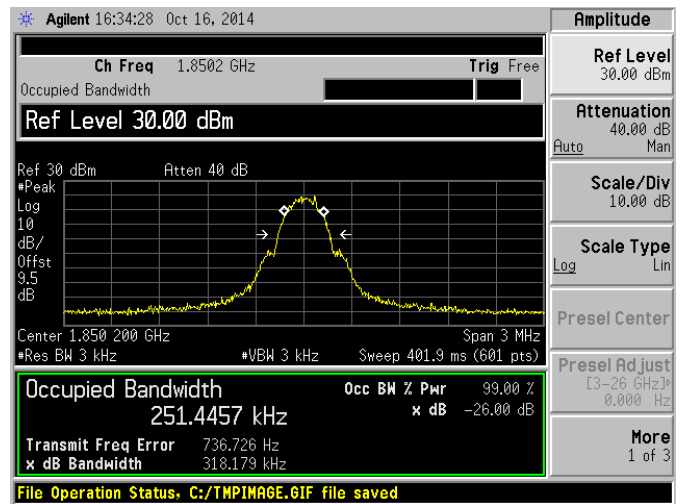 Agilent 16:34:28 Oct 16, 2014
Ch Freq 1.8502 GHz Trig Free
Occupied Bandwidth
Ref Level 30.00 dBm
Ref 30 dBm Atten 40 dB
#Peak
Log
10
dB/
Offst
9.5
dB
Center 1.850 200 GHz Span 3 MHz
#Res BW 3 kHz #VBW 3 kHz Sweep 401.9 ms (601 pts)
Occupied Bandwidth
251.4457 kHz
Occ BW % Pwr 99.00 %
x dB -26.00 dB
Transmit Freq Error 736.726 Hz
x dB Bandwidth 318.179 kHz
File Operation Status, C:/TMPIMAGE.GIF file saved
Amplitude
Ref Level
30.00 dBm
Attenuation
40.00 dB
Auto Man
Scale/Div
10.00 dB
Scale Type
Log Lin
Presel Center
Presel Adjust
[3-26 GHz]
0.000 Hz
More
1 of 3